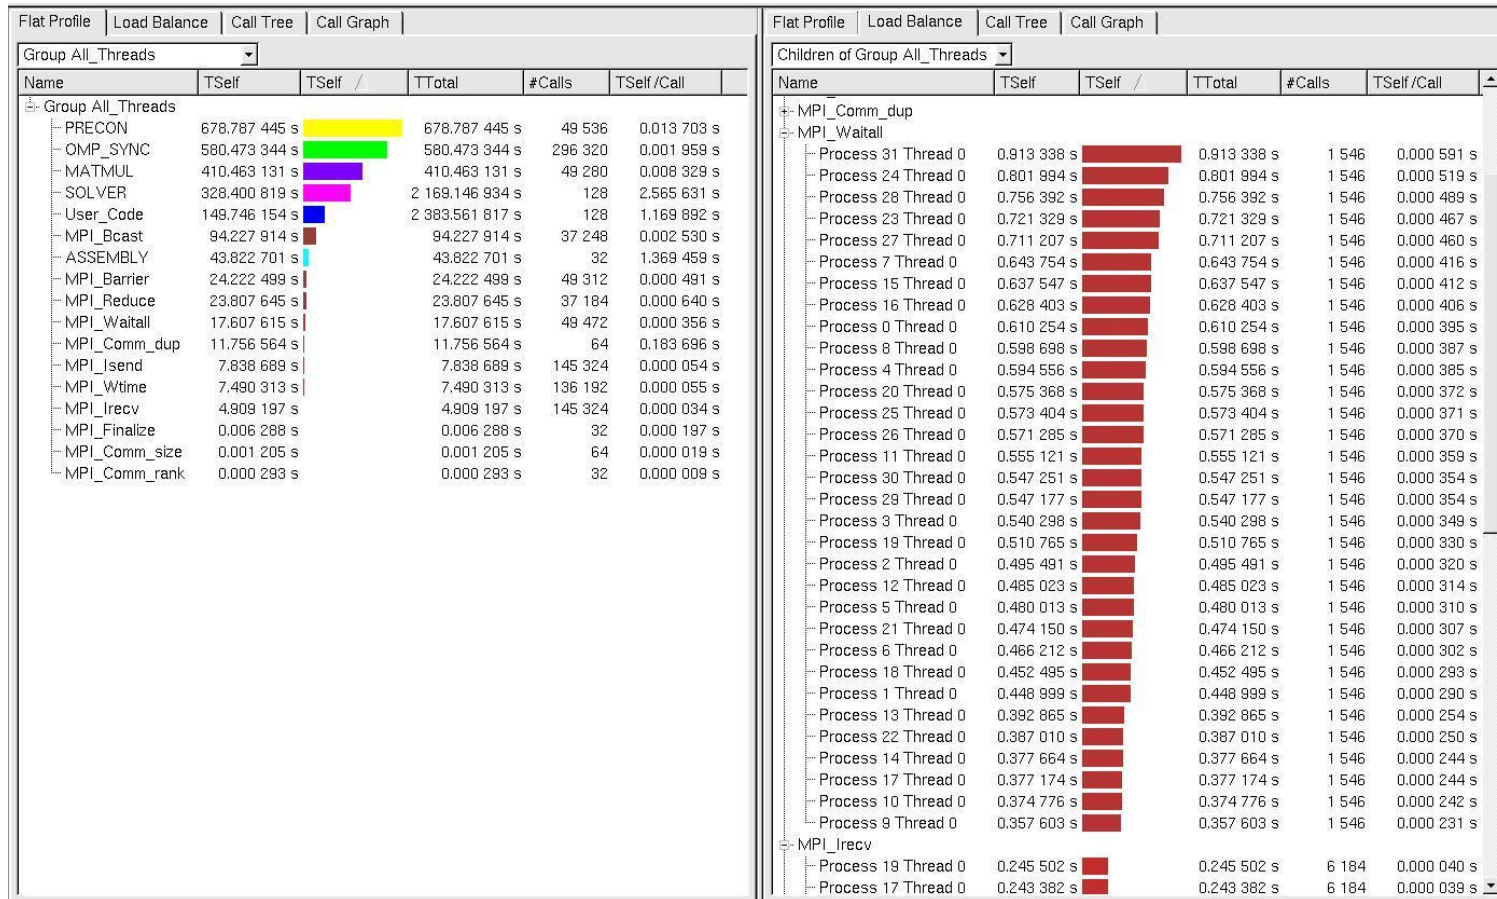 Flat Profile Load Balance Call Tree Call Graph
Group All_Threads
Name TSelf TSelf TTotal #Calls TSelf/Call
Group All_Threads
PRECON 678.787 445 s 678.787 445 s 49 536 0.013 703 s
OMP_SYNC 580.473 344 s 580.473 344 s 296 320 0.001 959 s
MATMUL 410.463 131 s 410.463 131 s 49 280 0.008 329 s
SOLVER 328.400 819 s 2 169.146 934 s 128 2.565 631 s
User_Code 149.746 154 s 2 383.561 817 s 128 1.169 892 s
MPI_Bcast 94.227 914 s 94.227 914 s 37 248 0.002 530 s
ASSEMBLY 43.822 701 s 43.822 701 s 32 1.369 459 s
MPI_Barrier 24.222 499 s 24.222 499 s 49 312 0.000 491 s
MPI_Reduce 23.807 645 s 23.807 645 s 37 184 0.000 640 s
MPI_Waitall 17.607 615 s 17.607 615 s 49 472 0.000 356 s
MPI_Comm_dup 11.756 564 s 11.756 564 s 64 0.183 696 s
MPI_Isend 7.838 689 s 7.838 689 s 145 324 0.000 054 s
MPI_Wtime 7.490 313 s 7.490 313 s 136 192 0.000 055 s
MPI_Irecv 4.909 197 s 4.909 197 s 145 324 0.000 034 s
MPI_Finalize 0.006 288 s 0.006 288 s 32 0.000 197 s
MPI_Comm_size 0.001 205 s 0.001 205 s 64 0.000 019 s
MPI_Comm_rank 0.000 293 s 0.000 293 s 32 0.000 009 s
Flat Profile Load Balance Call Tree Call Graph
Children of Group All_Threads
Name TSelf TSelf TTotal #Calls TSelf/Call
MPI_Comm_dup
MPI_Waitall
Process 31 Thread 0 0.913 338 s 0.913 338 s 1 546 0.000 591 s
Process 24 Thread 0 0.801 994 s 0.801 994 s 1 546 0.000 519 s
Process 28 Thread 0 0.756 392 s 0.756 392 s 1 546 0.000 489 s
Process 23 Thread 0 0.721 329 s 0.721 329 s 1 546 0.000 467 s
Process 27 Thread 0 0.711 207 s 0.711 207 s 1 546 0.000 460 s
Process 7 Thread 0 0.643 754 s 0.643 754 s 1 546 0.000 416 s
Process 15 Thread 0 0.637 547 s 0.637 547 s 1 546 0.000 412 s
Process 16 Thread 0 0.628 403 s 0.628 403 s 1 546 0.000 406 s
Process 0 Thread 0 0.610 254 s 0.610 254 s 1 546 0.000 395 s
Process 8 Thread 0 0.598 698 s 0.598 698 s 1 546 0.000 387 s
Process 4 Thread 0 0.594 556 s 0.594 556 s 1 546 0.000 385 s
Process 20 Thread 0 0.575 368 s 0.575 368 s 1 546 0.000 372 s
Process 25 Thread 0 0.573 404 s 0.573 404 s 1 546 0.000 371 s
Process 26 Thread 0 0.571 285 s 0.571 285 s 1 546 0.000 370 s
Process 11 Thread 0 0.555 121 s 0.555 121 s 1 546 0.000 359 s
Process 30 Thread 0 0.547 251 s 0.547 251 s 1 546 0.000 354 s
Process 29 Thread 0 0.547 177 s 0.547 177 s 1 546 0.000 354 s
Process 3 Thread 0 0.540 298 s 0.540 298 s 1 546 0.000 349 s
Process 19 Thread 0 0.510 765 s 0.510 765 s 1 546 0.000 330 s
Process 2 Thread 0 0.495 491 s 0.495 491 s 1 546 0.000 320 s
Process 12 Thread 0 0.485 023 s 0.485 023 s 1 546 0.000 314 s
Process 5 Thread 0 0.480 013 s 0.480 013 s 1 546 0.000 310 s
Process 21 Thread 0 0.474 150 s 0.474 150 s 1 546 0.000 307 s
Process 6 Thread 0 0.466 212 s 0.466 212 s 1 546 0.000 302 s
Process 18 Thread 0 0.452 495 s 0.452 495 s 1 546 0.000 293 s
Process 1 Thread 0 0.448 999 s 0.448 999 s 1 546 0.000 290 s
Process 13 Thread 0 0.392 865 s 0.392 865 s 1 546 0.000 254 s
Process 22 Thread 0 0.387 010 s 0.387 010 s 1 546 0.000 250 s
Process 14 Thread 0 0.377 664 s 0.377 664 s 1 546 0.000 244 s
Process 17 Thread 0 0.377 174 s 0.377 174 s 1 546 0.000 244 s
Process 10 Thread 0 0.374 776 s 0.374 776 s 1 546 0.000 242 s
Process 9 Thread 0 0.357 603 s 0.357 603 s 1 546 0.000 231 s
MPI_Irecv
Process 19 Thread 0 0.245 502 s 0.245 502 s 6 184 0.000 040 s
Process 17 Thread 0 0.243 382 s 0.243 382 s 6 184 0.000 039 s